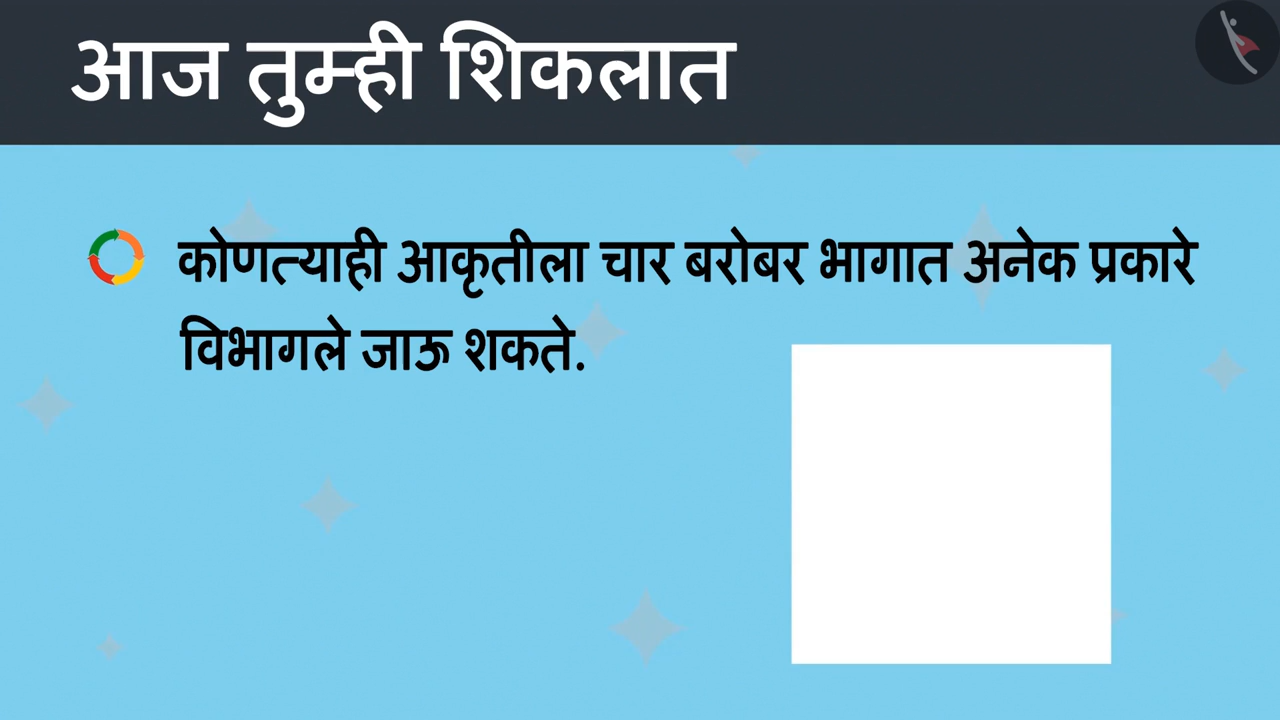 आज तुम्ही शिकलात
कोणत्याही आकृतीला चार बरोबर भागात अनेक प्रकारे
विभागले जाऊ शकते.